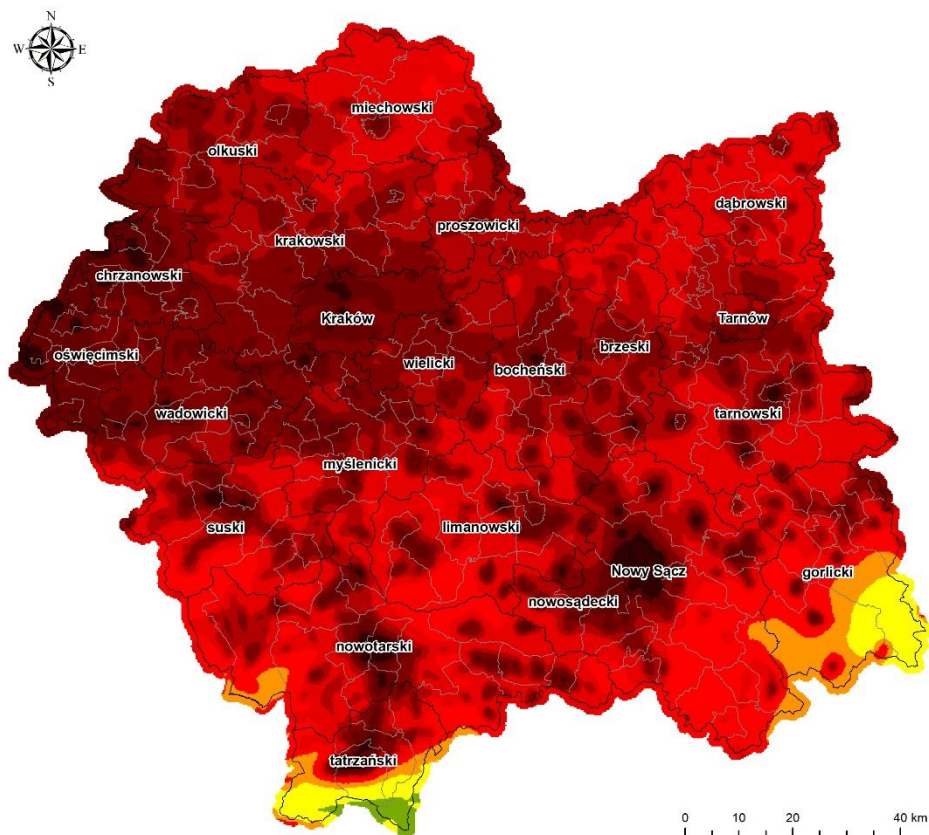 N
W E
S
miechowski
olkuski
dąbrowski
proszowicki
krakowski
chrzanowski
Kraków
Tarnów
oświęcimski
brzeski
wielicki
bocheński
wadowicki
tarnowski
myślenicki
suski
limanowski
Nowy Sącz
gorlicki
nowosądecki
nowotarski
tatrzański
0 10 20 40 km